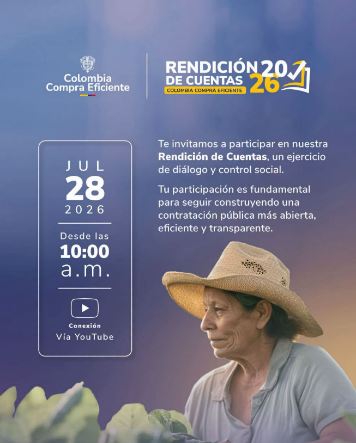 Colombia
Compra Eficiente
RENDICIÓN 20
DE CUENTAS 26
COLOMBIA COMPRA EFICIENTE
Te invitamos a participar en nuestra
Rendición de Cuentas, un ejercicio
de diálogo y control social.
Tu participación es fundamental
para seguir construyendo una
contratación pública más abierta,
eficiente y transparente.
JUL
28
2026
Desde las
10:00
a.m.
Conexión
Vía YouTube